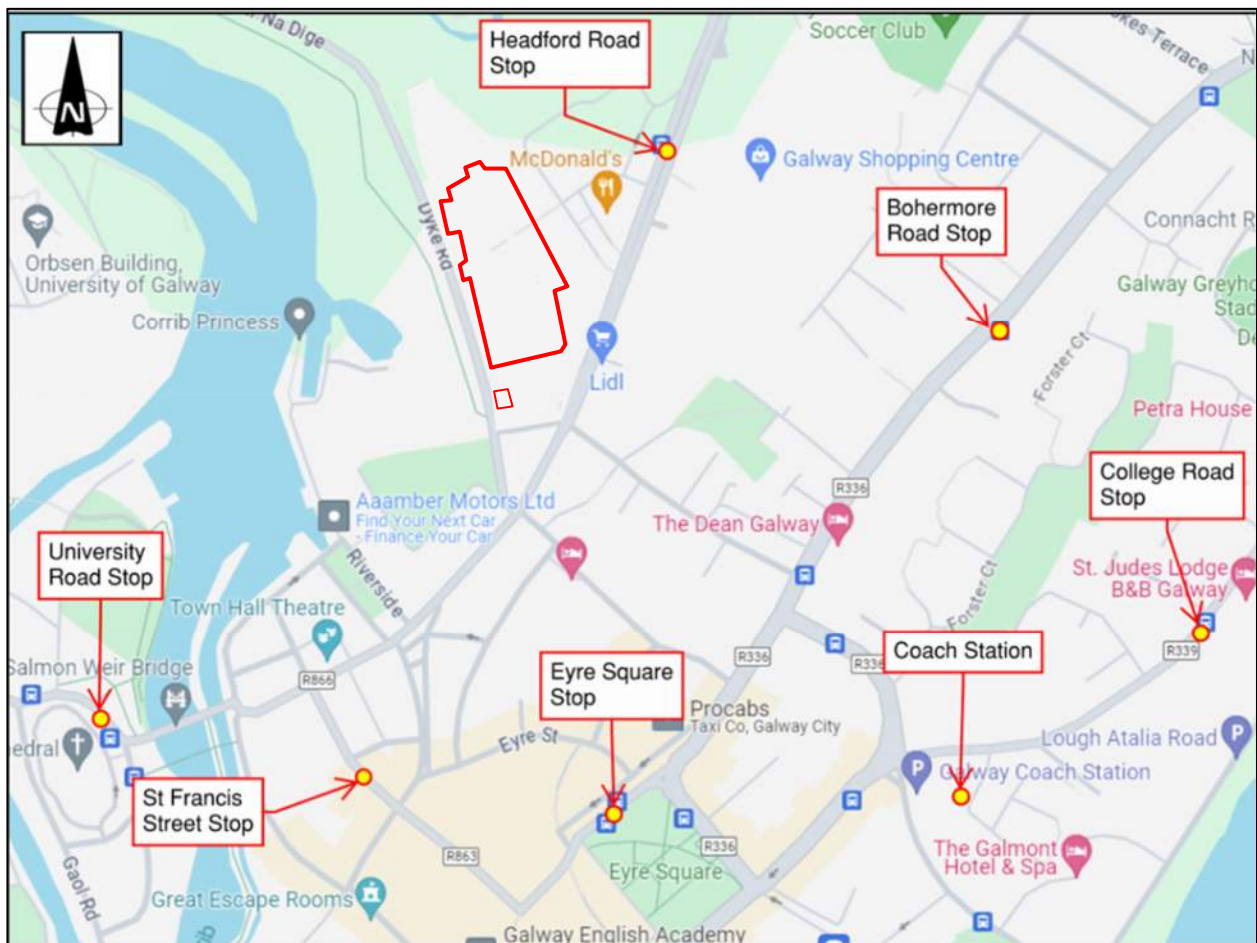 Na Dige
Headford Road
Stop
Soccer Club
Terrace
N
McDonald's
Galway Shopping Centre
Bohermore
Road Stop
Connacht
Dyke Rd
Orbsen Building,
University of Galway
Corrib Princess
Galway
Lidl
Forster Ct
Petra House
College Road
Stop
R336
Aaamber Motors Ltd
Find Your Next Car
- Finance Your Car
The Dean Galway
University
Road Stop
Riverside
St. Judes Lodge
B&B Galway
Town Hall Theatre
Forster Ct
Coach Station
R339
Salmon Weir Bridge
R866
Eyre Square
Stop
R336
R336
Procabs
Taxi Co, Galway City
Eyre St
Lough Atalia Road
Galway Coach Station
St Francis
Street Stop
R863
R336
The Galmont
Hotel & Spa
Eyre Square
Gaol Rd
Great Escape Rooms
Galway English Academy